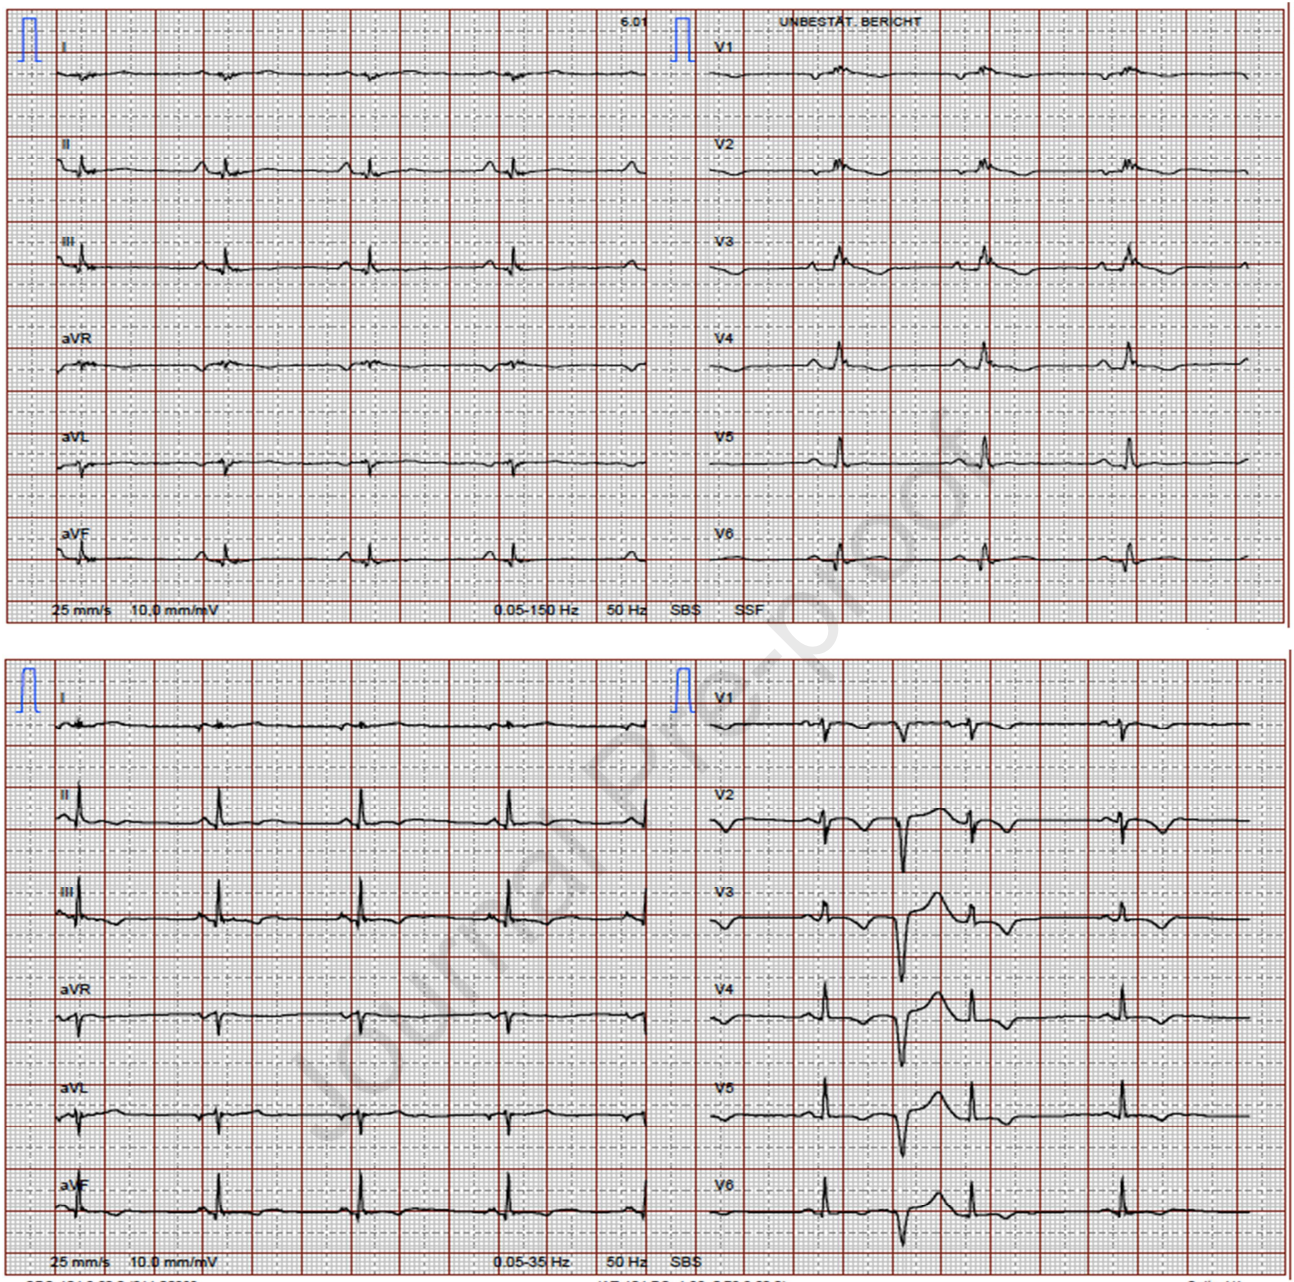 6.01 UNBESTÄT. BERICHT
I V1
II V2
III V3
aVR V4
aVL V5
aVF V6
25 mm/s 10.0 mm/mV 0.05-150 Hz 50 Hz SBS SSF
Journal Pre-proof
I V1
II V2
III V3
aVR V4
aVL V5
aVF V6
25 mm/s 10.0 mm/mV 0.05-35 Hz 50 Hz SBS